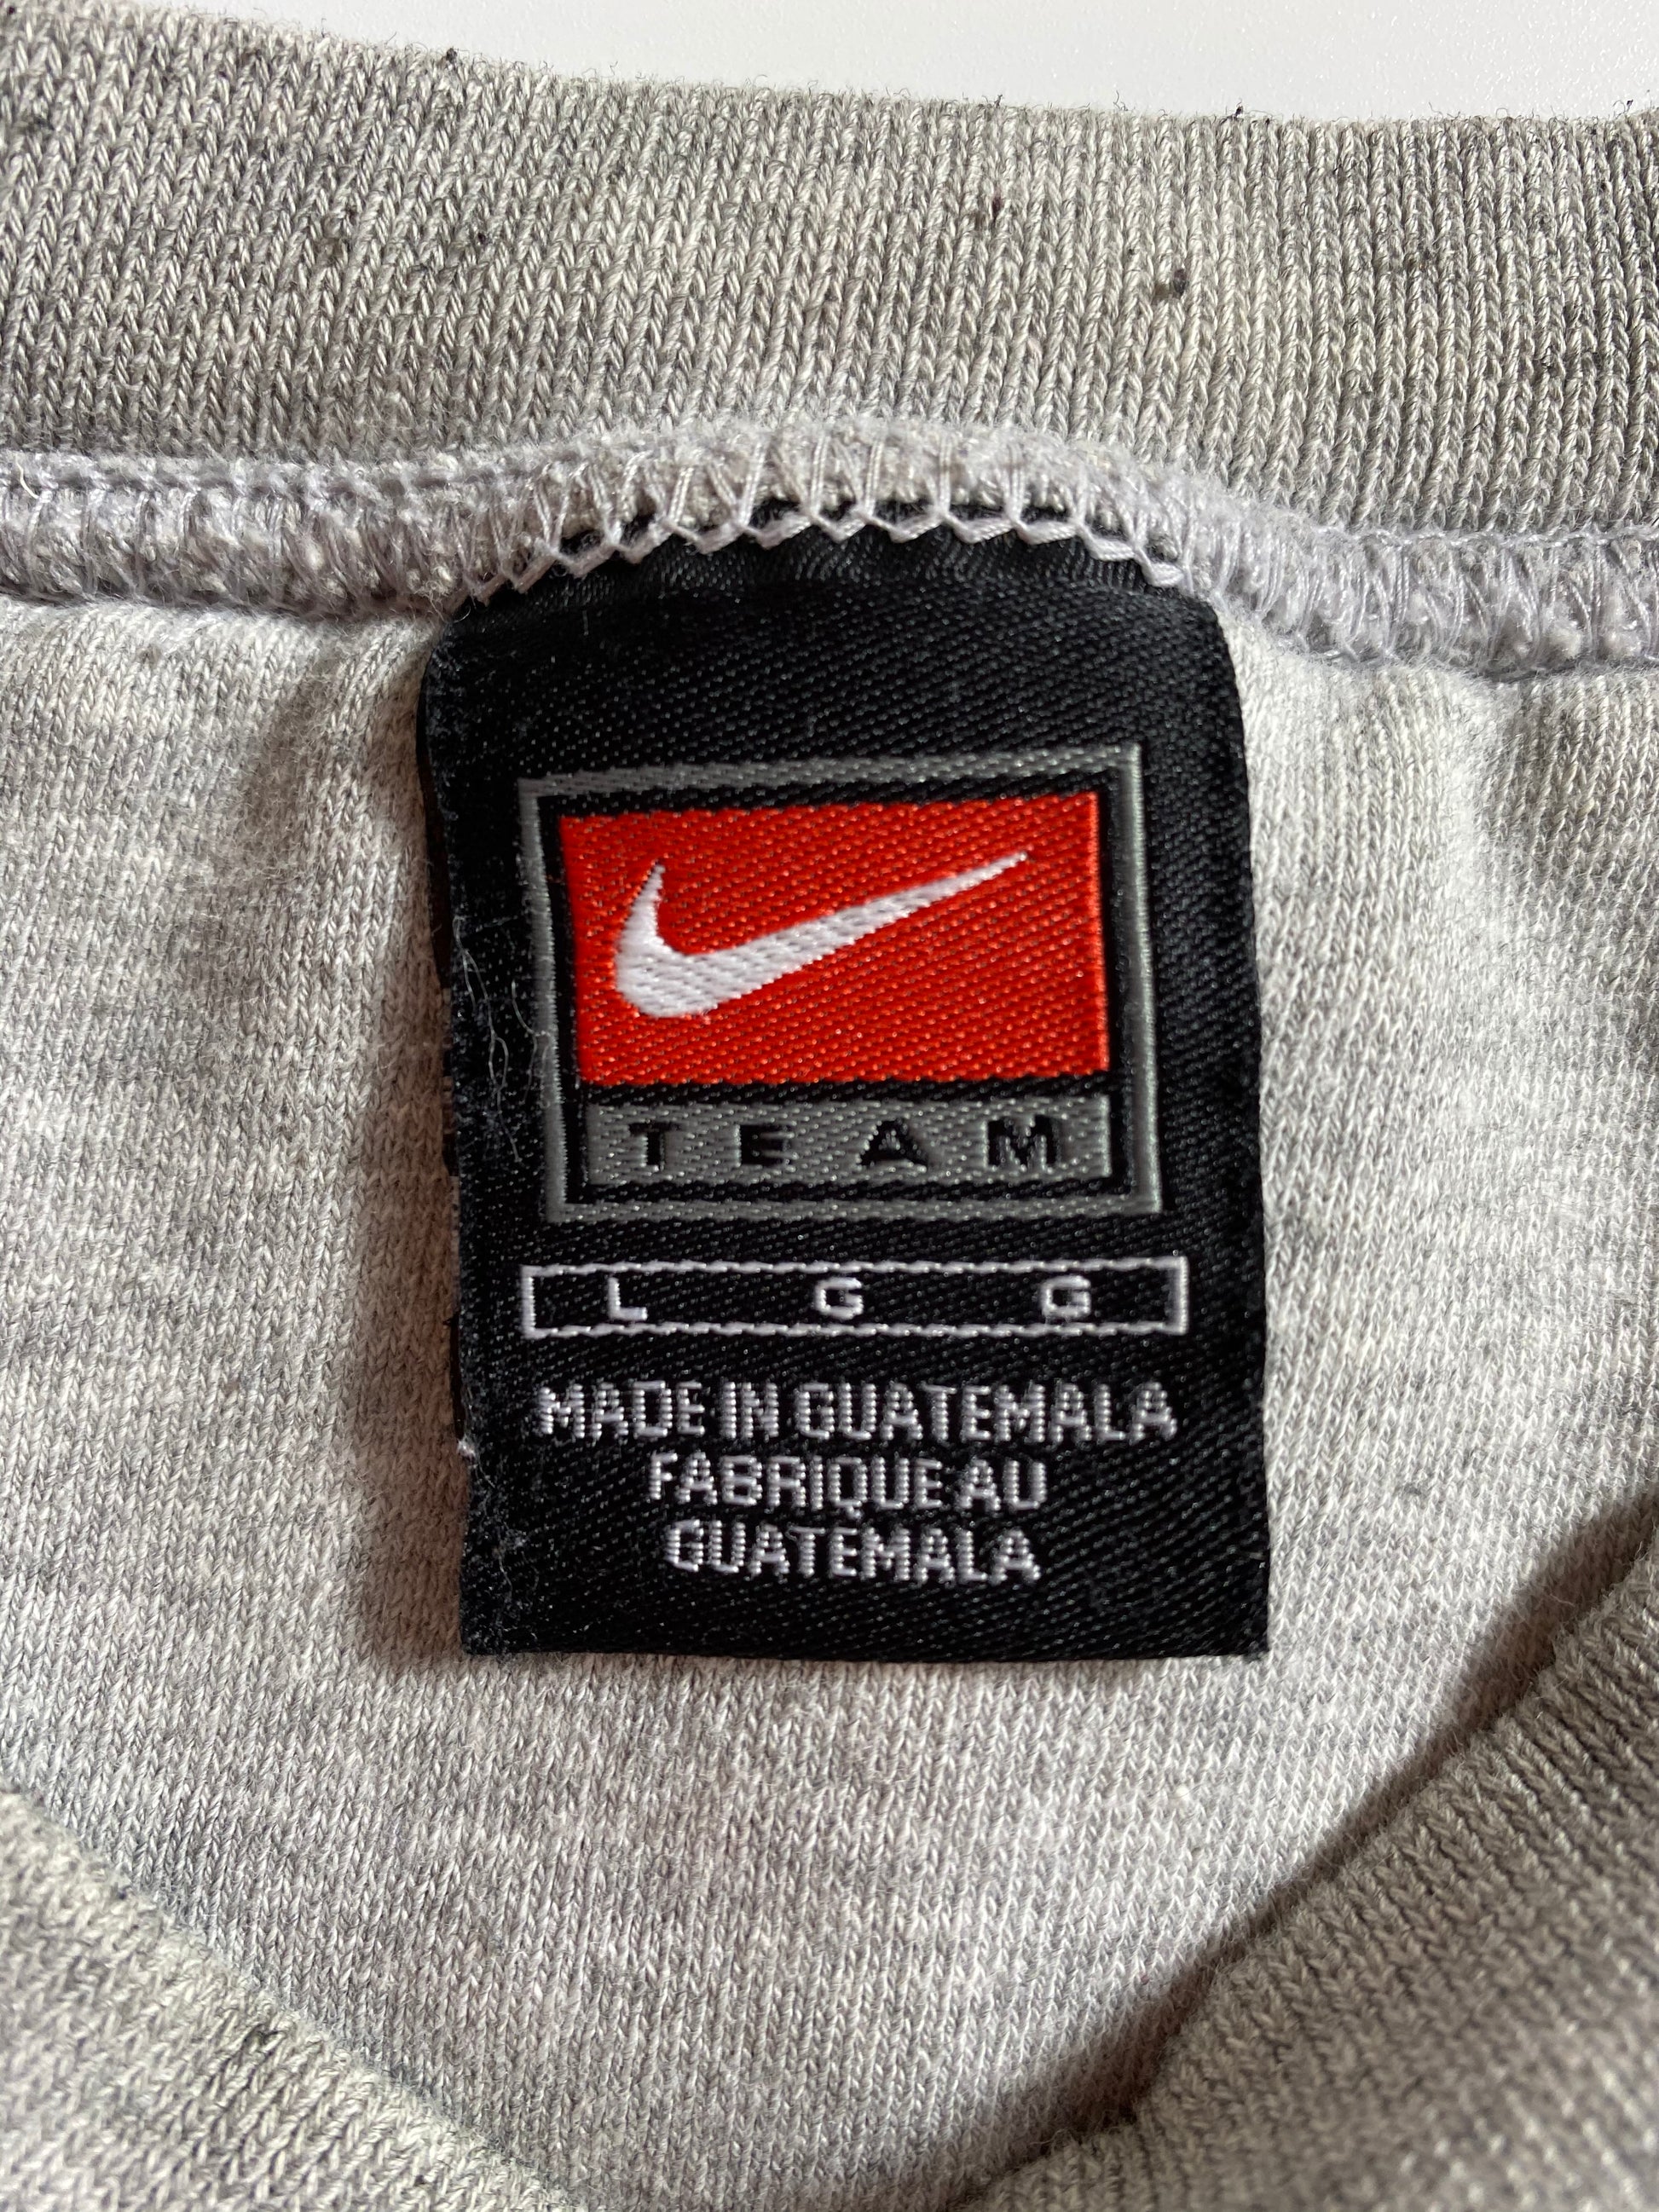 TEAM
L G G
MADE IN GUATEMALA
FABRIQUE AU
GUATEMALA